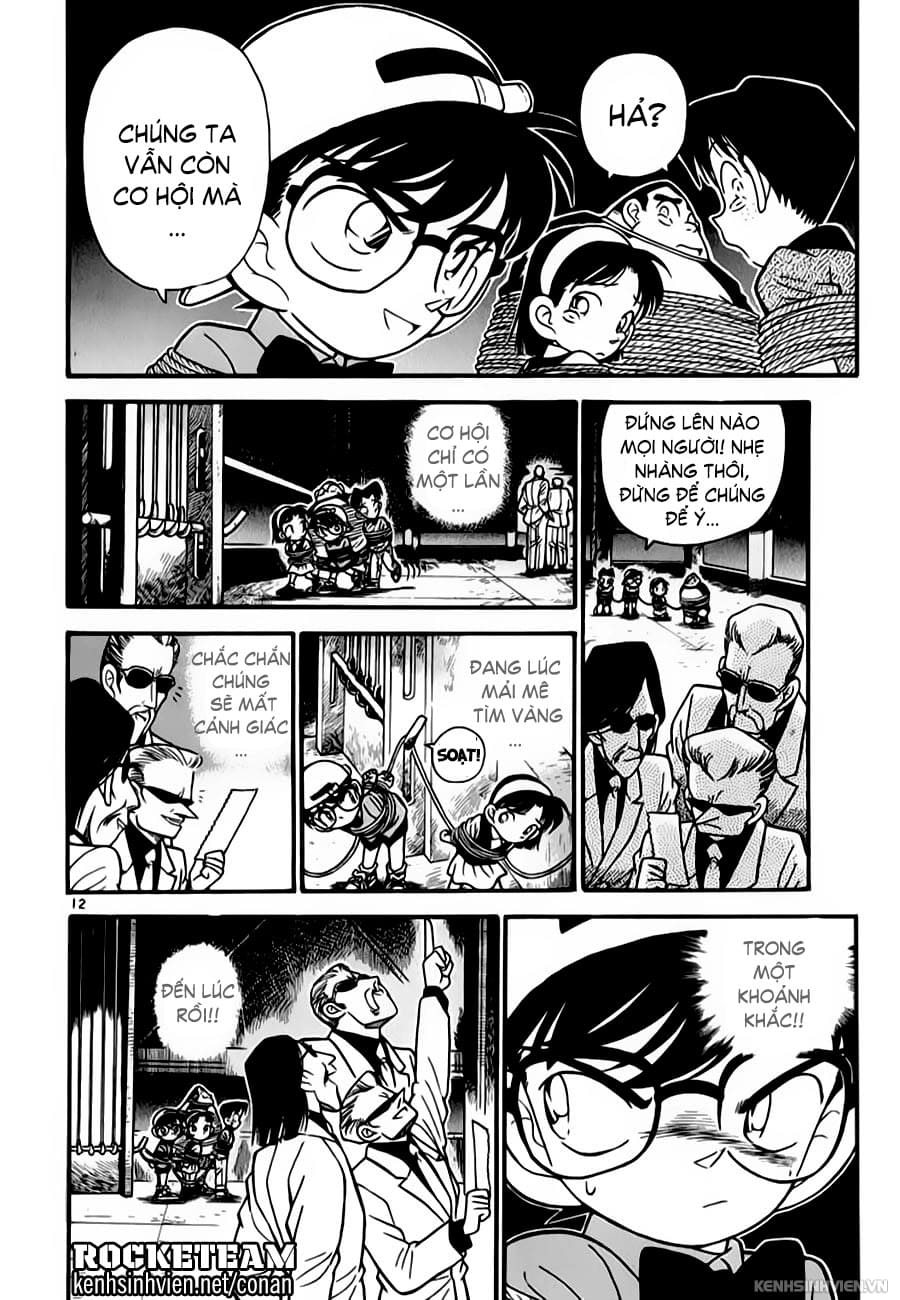 HẢ?
CHÚNG TA
VẪN CÒN
CƠ HỘI MÀ
...
ĐỨNG LÊN NÀO
MỌI NGƯỜI! NHẸ
NHÀNG THÔI,
ĐỪNG ĐỂ CHÚNG
ĐỂ Ý...
CƠ HỘI
CHỈ CÓ
MỘT LẦN
...
ĐANG LÚC
MẢI MÊ
TÌM VÀNG
...
SOẠT!
CHẮC CHẮN
CHÚNG
SẼ MẤT
CẢNH GIÁC
...
12
TRONG
MỘT
KHOẢNH
KHẮC!!
ĐẾN LÚC
RỒI!!
ROCKETEAM
kenhsinhvien.net/conan
KENHSINHVIEN.VN